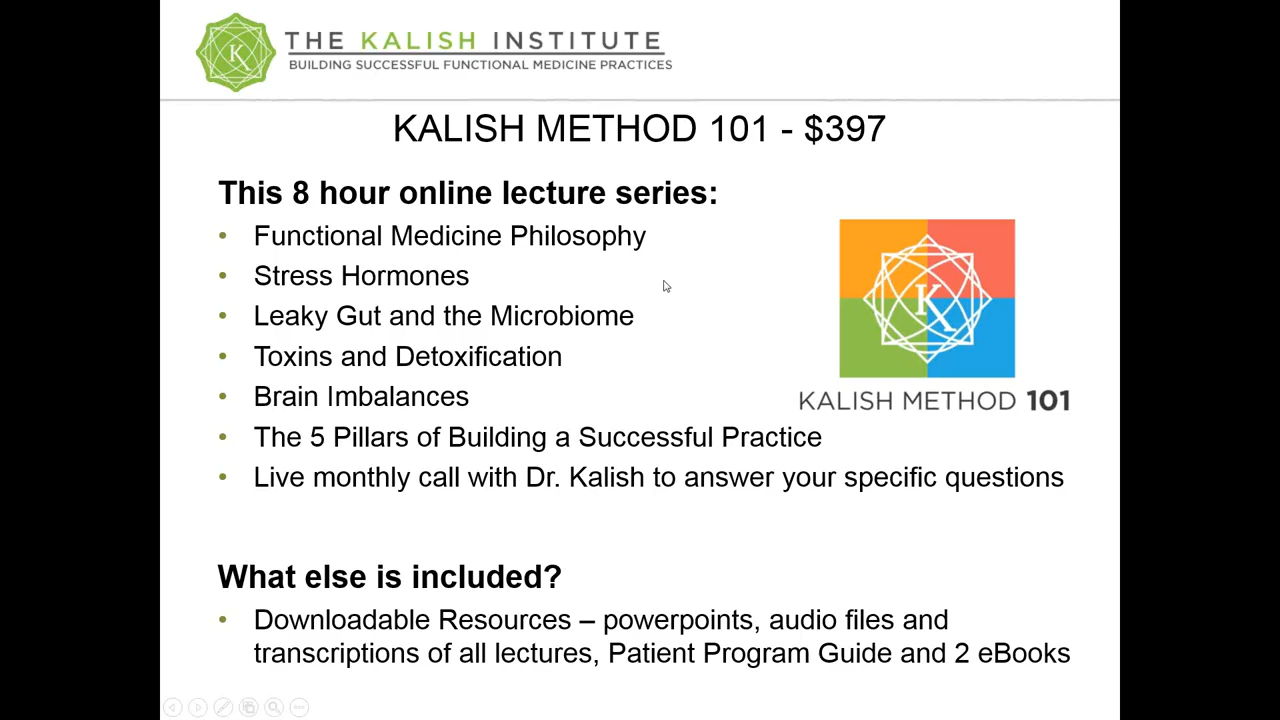 K
THE KALISH INSTITUTE
BUILDING SUCCESSFUL FUNCTIONAL MEDICINE PRACTICES
KALISH METHOD 101 - $397
This 8 hour online lecture series:
• Functional Medicine Philosophy
• Stress Hormones
• Leaky Gut and the Microbiome
• Toxins and Detoxification
• Brain Imbalances
• The 5 Pillars of Building a Successful Practice
• Live monthly call with Dr. Kalish to answer your specific questions
K
KALISH METHOD 101
What else is included?
• Downloadable Resources – powerpoints, audio files and
transcriptions of all lectures, Patient Program Guide and 2 eBooks